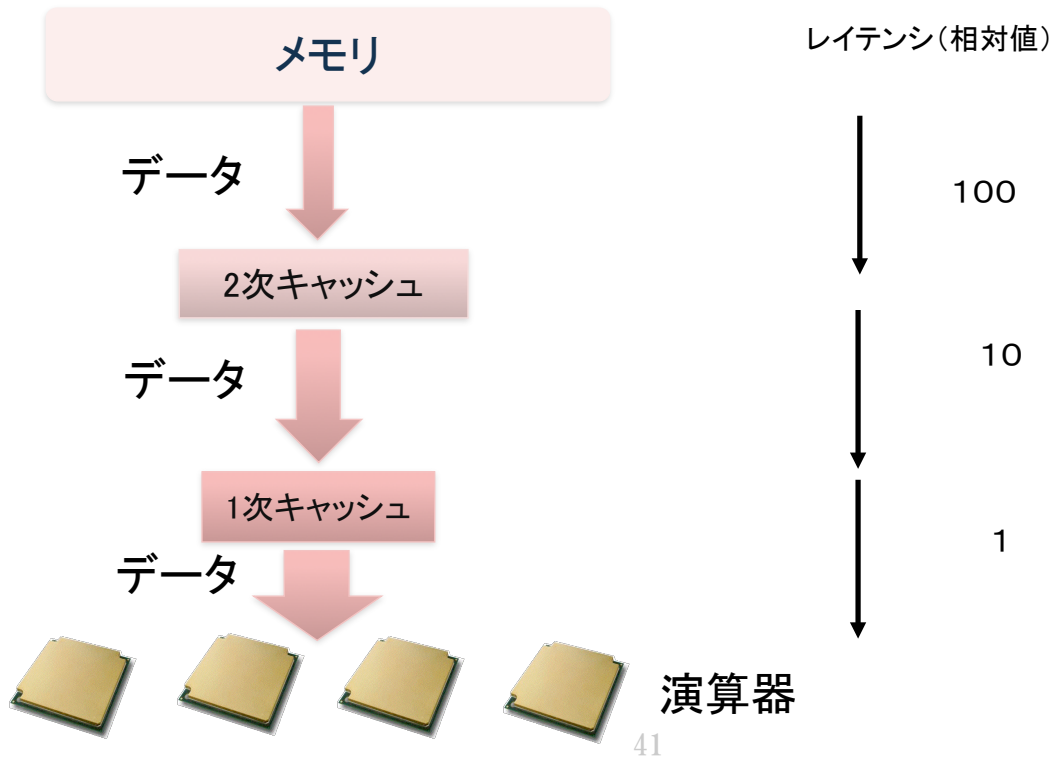 メモリ
レイテンシ(相対値)
データ
100
2次キャッシュ
データ
10
1次キャッシュ
データ
1
演算器
41